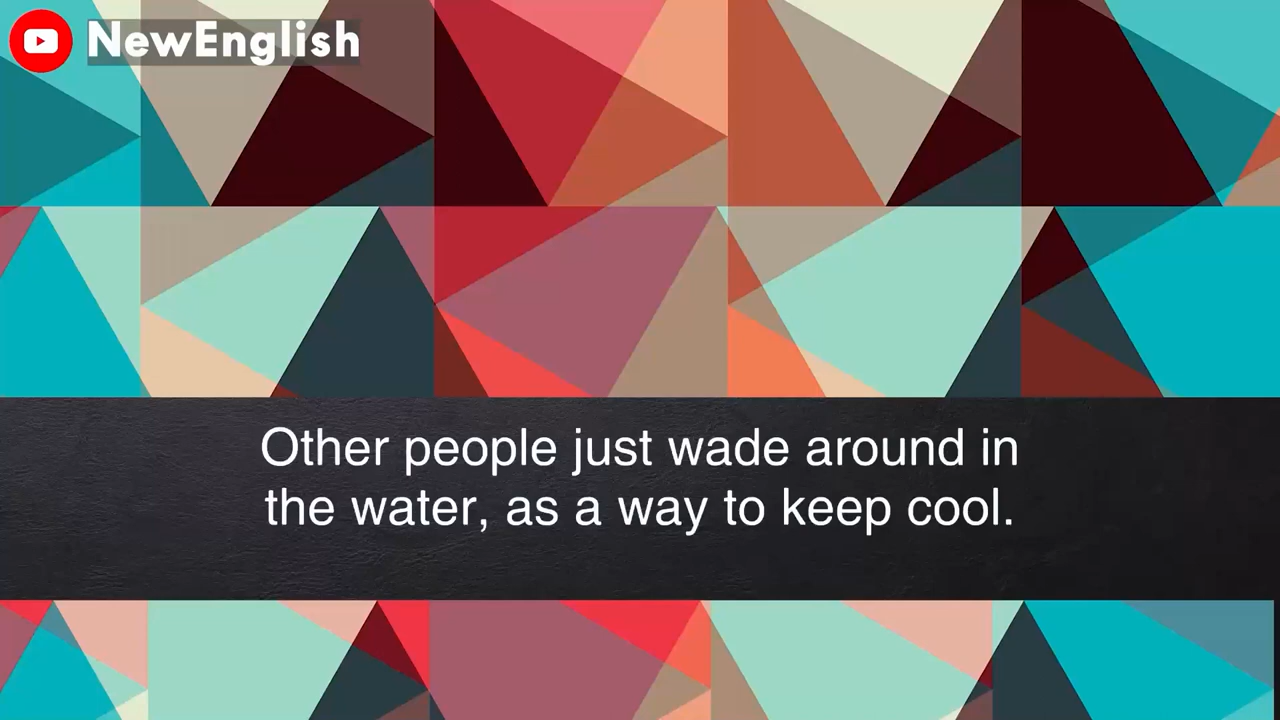 NewEnglish
Other people just wade around in
the water, as a way to keep cool.